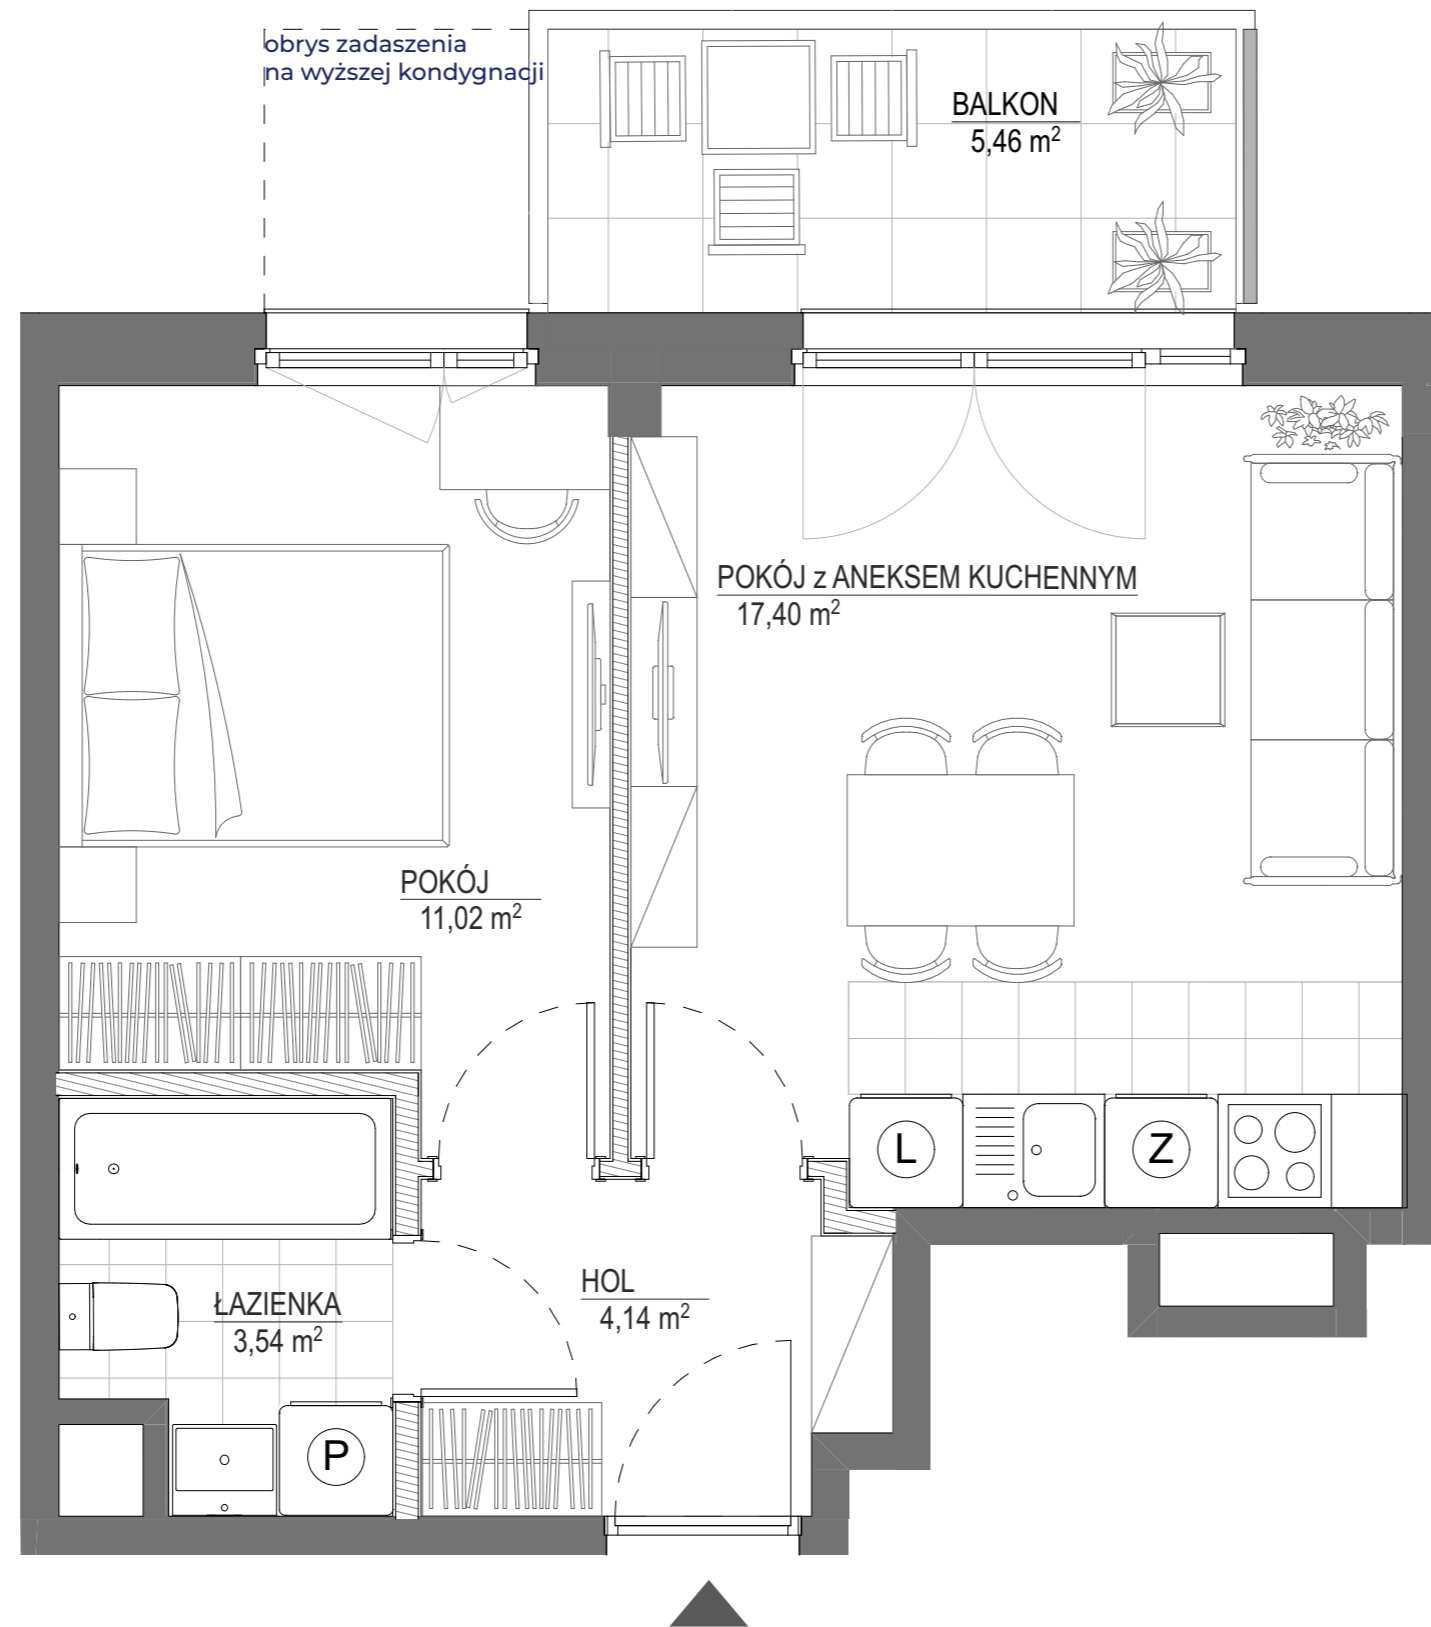 obrys zadaszenia
na wyższej kondygnacji
BALKON
5,46 m²
POKÓJ z ANEKSEM KUCHENNYM
17,40 m²
POKÓJ
11,02 m²
L
Z
HOL
4,14 m²
ŁAZIENKA
3,54 m²
P